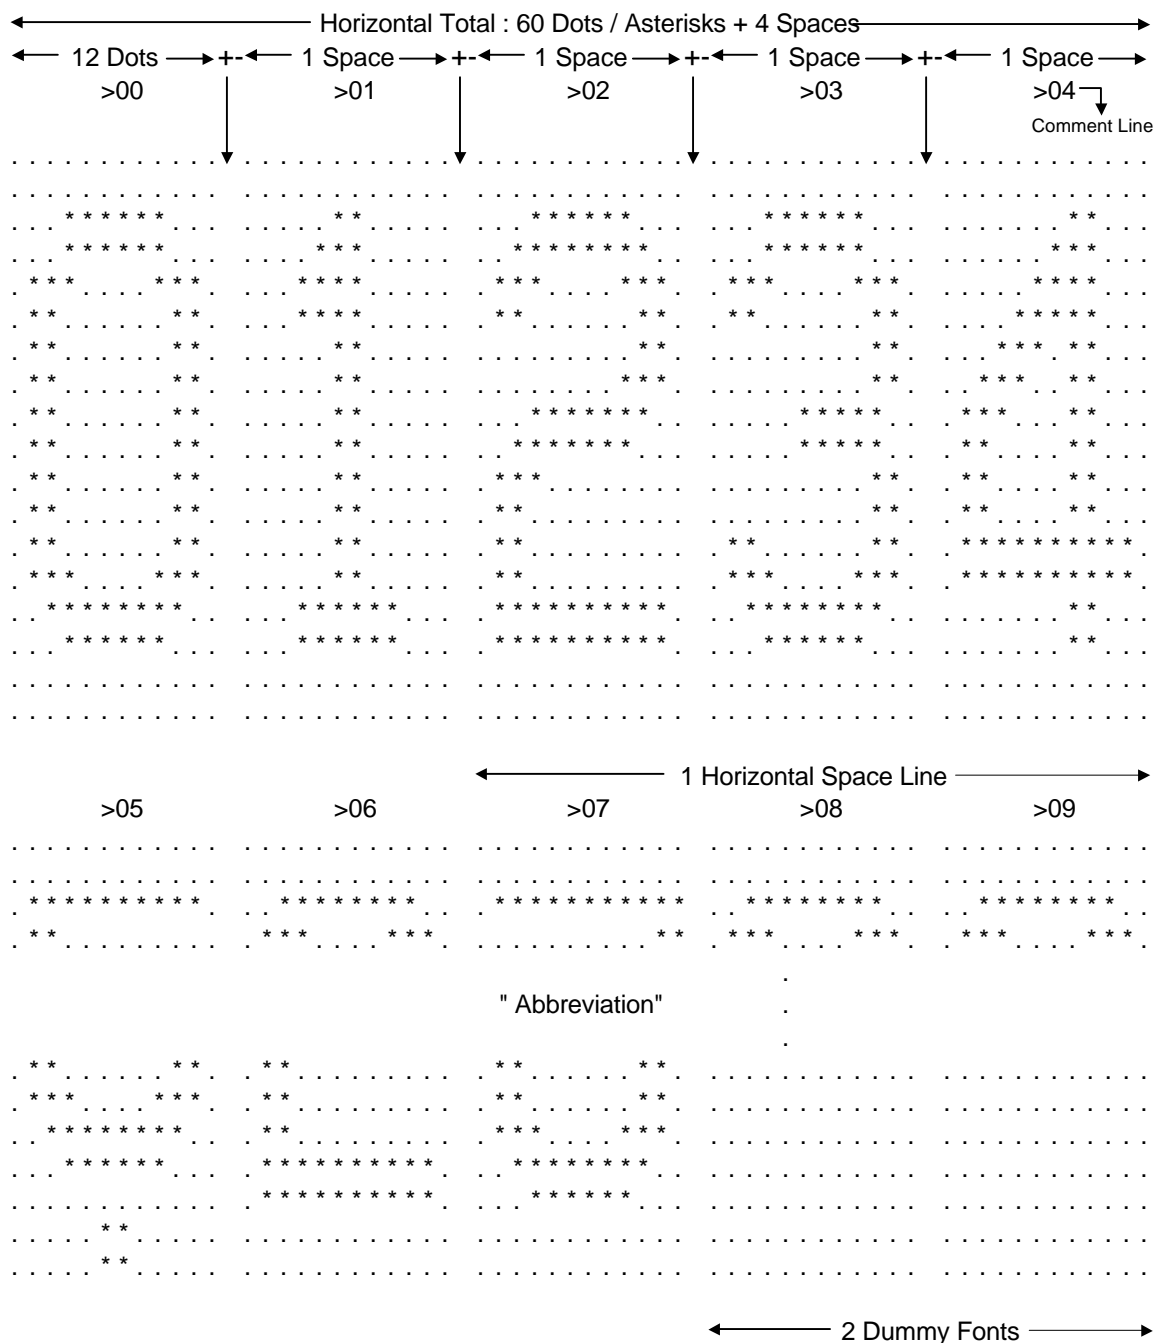 Horizontal Total : 60 Dots / Asterisks + 4 Spaces
12 Dots +- 1 Space +- 1 Space +- 1 Space +- 1 Space
>00 >01 >02 >03 >04
Comment Line
............ ............ ............ ............ ............
............ ............ ............ ............ ............
...******... .....**..... ...******... ...******... .......**...
...******... ....***..... ..********.. ...******... ......***...
.***....***. ...****..... .***....***. .***....***. .....****...
.**......**. ...****..... .**......**. .**......**. ....*****...
.**......**. .....**..... .........**. .........**. ...***.**...
.**......**. .....**..... ........***. .........**. ..***..**...
.**......**. .....**..... ...*******.. .....*****.. .***...**...
.**......**. .....**..... ..*******... .....*****.. .**....**...
.**......**. .....**..... .***........ .........**. .**....**...
.**......**. .....**..... .**......... .........**. .**....**...
.**......**. .....**..... .**......... .**......**. .**********.
.***....***. .....**..... .**......... .***....***. .**********.
..********.. ...******... .**********. ..********.. .......**...
...******... ...******... .**********. ...******... .......**...
............ ............ ............ ............ ............
............ ............ ............ ............ ............
1 Horizontal Space Line
>05 >06 >07 >08 >09
............ ............ ............ ............ ............
............ ............ ............ ............ ............
.**********. ..********.. .*********** ..********.. ..********..
.**......... .***....***. ..........** .***....***. .***....***.
.
" Abbreviation" .
.
.**......**. .**......... .**......**. ............ ............
.***....***. .**......... .**......**. ............ ............
..********.. .**......... .***....***. ............ ............
...******... .**********. ..********.. ............ ............
............ .**********. ...******... ............ ............
.....**..... ............ ............ ............ ............
.....**..... ............ ............ ............ ............
2 Dummy Fonts